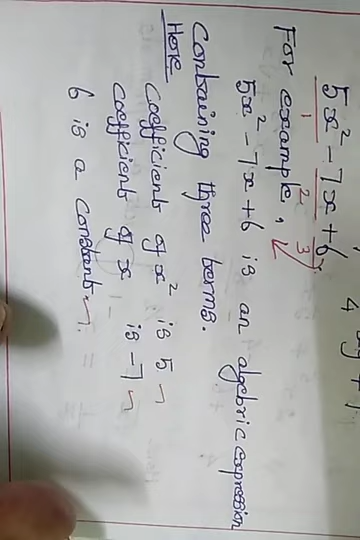 5x² - 7x + 6
1 2 3
For example,
5x² - 7x + 6 is an algebric expression
Containing three terms.
Here
Coefficient of x² is 5
Coefficient of x is -7
6 is a constant